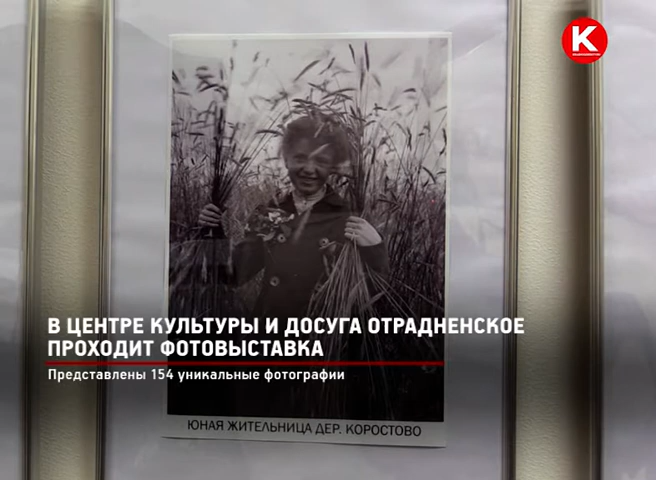 К
В ЦЕНТРЕ КУЛЬТУРЫ И ДОСУГА ОТРАДНЕНСКОЕ
ПРОХОДИТ ФОТОВЫСТАВКА
Представлены 154 уникальные фотографии
ЮНАЯ ЖИТЕЛЬНИЦА ДЕР. КОРОСТОВО